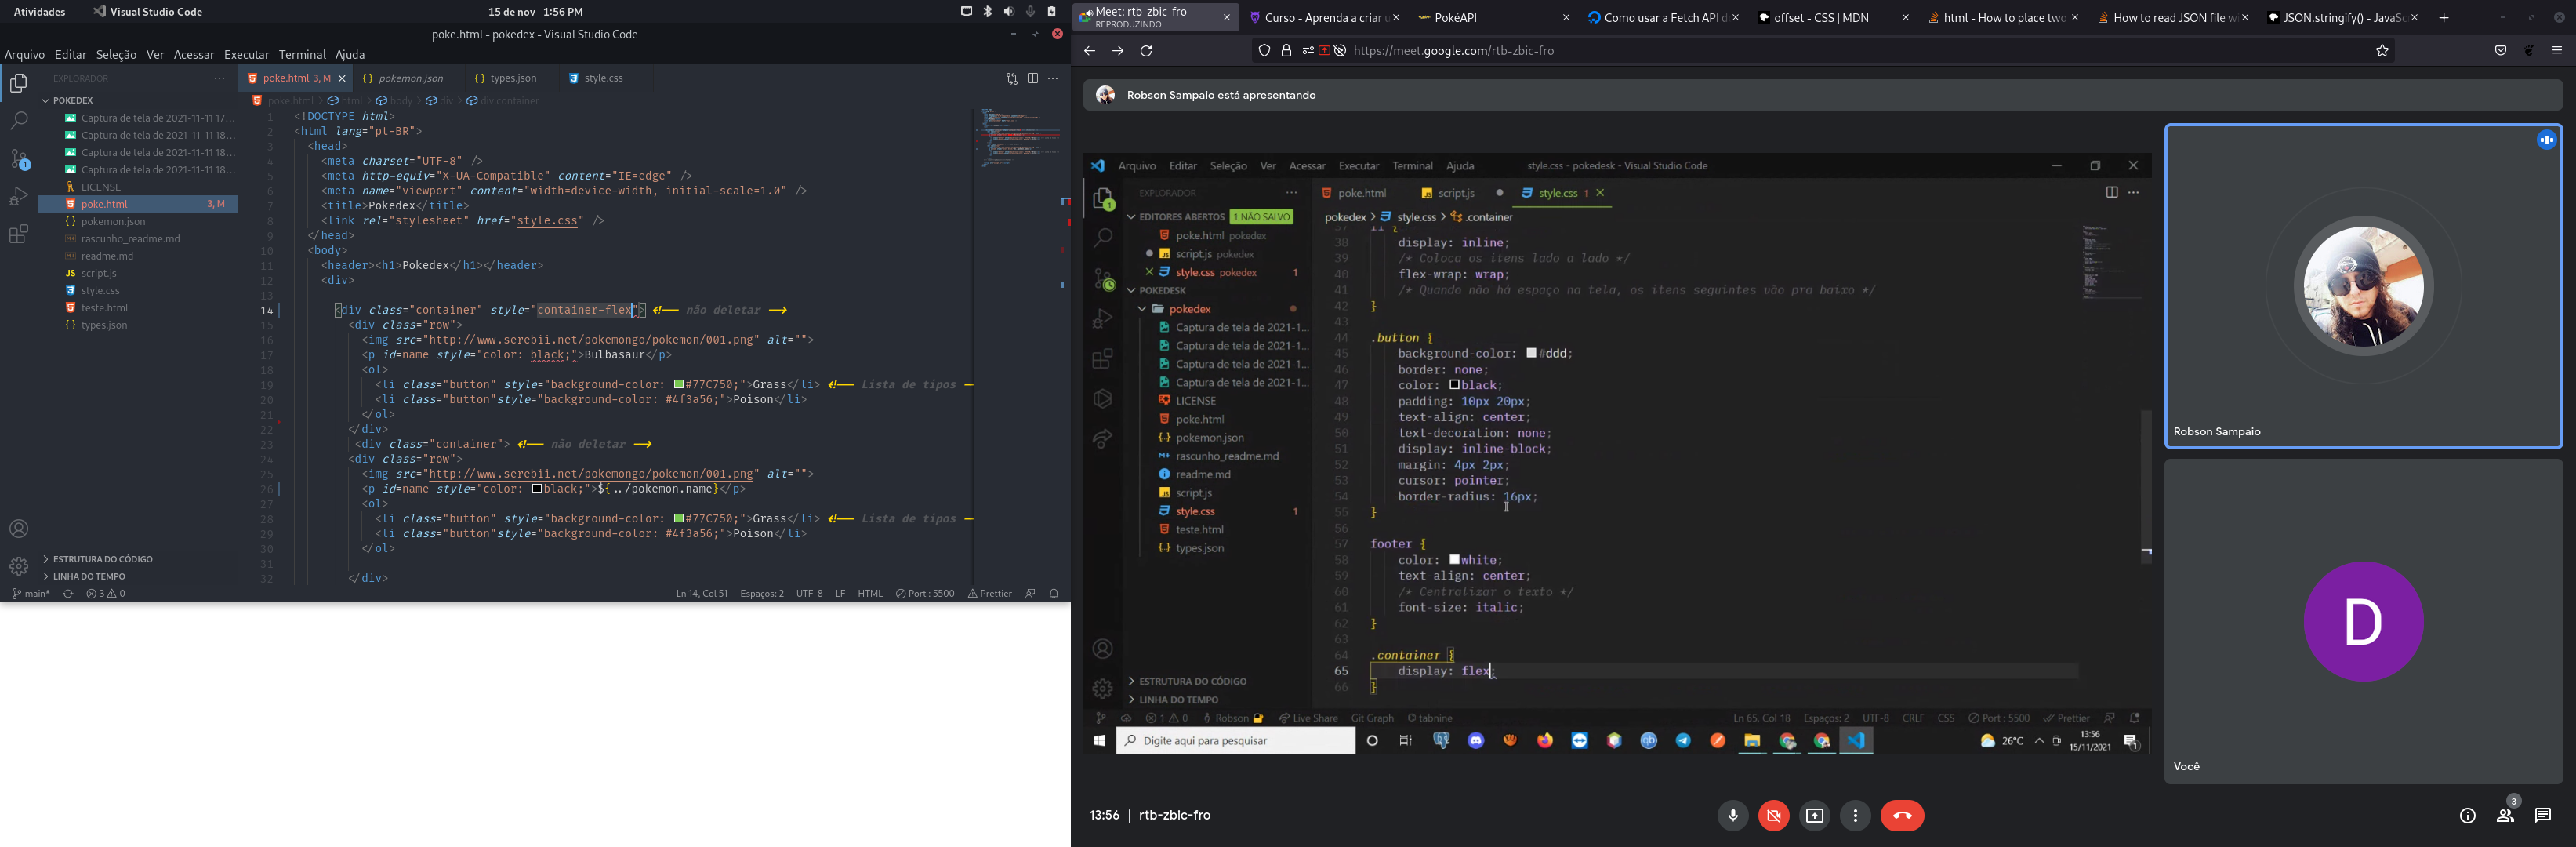 Atividades
Visual Studio Code
15 de nov 1:56 PM
poke.html - pokedex - Visual Studio Code
Arquivo Editar Seleção Ver Acessar Executar Terminal Ajuda
EXPLORADOR
POKEDEX
Captura de tela de 2021-11-11 17...
Captura de tela de 2021-11-11 18...
Captura de tela de 2021-11-11 18...
Captura de tela de 2021-11-11 18...
LICENSE
poke.html 3, M
pokemon.json
rascunho_readme.md
readme.md
script.js
style.css
teste.html
types.json
ESTRUTURA DO CÓDIGO
LINHA DO TEMPO
poke.html 3, M
pokemon.json
types.json
style.css
poke.html > html > body > div > div.container
1 <!DOCTYPE html>
2 <html lang="pt-BR">
3 <head>
4 <meta charset="UTF-8" />
5 <meta http-equiv="X-UA-Compatible" content="IE=edge" />
6 <meta name="viewport" content="width=device-width, initial-scale=1.0" />
7 <title>Pokedex</title>
8 <link rel="stylesheet" href="style.css" />
9 </head>
10 <body>
11 <header><h1>Pokedex</h1></header>
12 <div>
13
14 <div class="container" style="container-flex"> <!-- não deletar -->
15 <div class="row">
16 <img src="http://www.serebii.net/pokemongo/pokemon/001.png" alt="">
17 <p id=name style="color: black;">Bulbasaur</p>
18 <ol>
19 <li class="button" style="background-color: #77C750;">Grass</li> <!-- Lista de tipos
20 <li class="button"style="background-color: #4f3a56;">Poison</li>
21 </ol>
22 </div>
23 <div class="container"> <!-- não deletar -->
24 <div class="row">
25 <img src="http://www.serebii.net/pokemongo/pokemon/001.png" alt="">
26 <p id=name style="color: black;">${../pokemon.name}</p>
27 <ol>
28 <li class="button" style="background-color: #77C750;">Grass</li> <!-- Lista de tipos
29 <li class="button"style="background-color: #4f3a56;">Poison</li>
30 </ol>
31
32 </div>
main* 3 0
Ln 14, Col 51 Espaços: 2 UTF-8 LF HTML Port : 5500 Prettier
Meet: rtb-zbic-fro
REPRODUZINDO
Curso - Aprenda a criar u
PokéAPI
Como usar a Fetch API d
offset - CSS | MDN
html - How to place two
How to read JSON file w
JSON.stringify() - JavaSc
https://meet.google.com/rtb-zbic-fro
Robson Sampaio está apresentando
Arquivo Editar Seleção Ver Acessar Executar Terminal Ajuda
style.css - pokedesk - Visual Studio Code
EXPLORADOR
EDITORES ABERTOS 1 NÃO SALVO
poke.html pokedex
script.js pokedex
style.css pokedex 1
POKEDESK
pokedex
Captura de tela de 2021-1...
Captura de tela de 2021-1...
Captura de tela de 2021-1...
Captura de tela de 2021-1...
LICENSE
poke.html
pokemon.json
rascunho_readme.md
readme.md
script.js
style.css 1
teste.html
types.json
ESTRUTURA DO CÓDIGO
LINHA DO TEMPO
poke.html
script.js
style.css 1
pokedex > style.css > .container
38 display: inline;
39 /* Coloca os itens lado a lado */
40 flex-wrap: wrap;
41 /* Quando não há espaço na tela, os itens seguintes vão pra baixo */
42 }
43
44 .button {
45 background-color: #ddd;
46 border: none;
47 color: black;
48 padding: 10px 20px;
49 text-align: center;
50 text-decoration: none;
51 display: inline-block;
52 margin: 4px 2px;
53 cursor: pointer;
54 border-radius: 16px;
55 }
56
57 footer {
58 color: white;
59 text-align: center;
60 /* Centralizar o texto */
61 font-size: italic;
62 }
63
64 .container {
65 display: flex;
66 }
1 0 Robson Live Share Git Graph tabnine
Ln 65, Col 18 Espaços: 2 UTF-8 CRLF CSS Port : 5500 Prettier
Digite aqui para pesquisar
26°C
13:56
15/11/2021
1
Robson Sampaio
D
Você
13:56 | rtb-zbic-fro
3